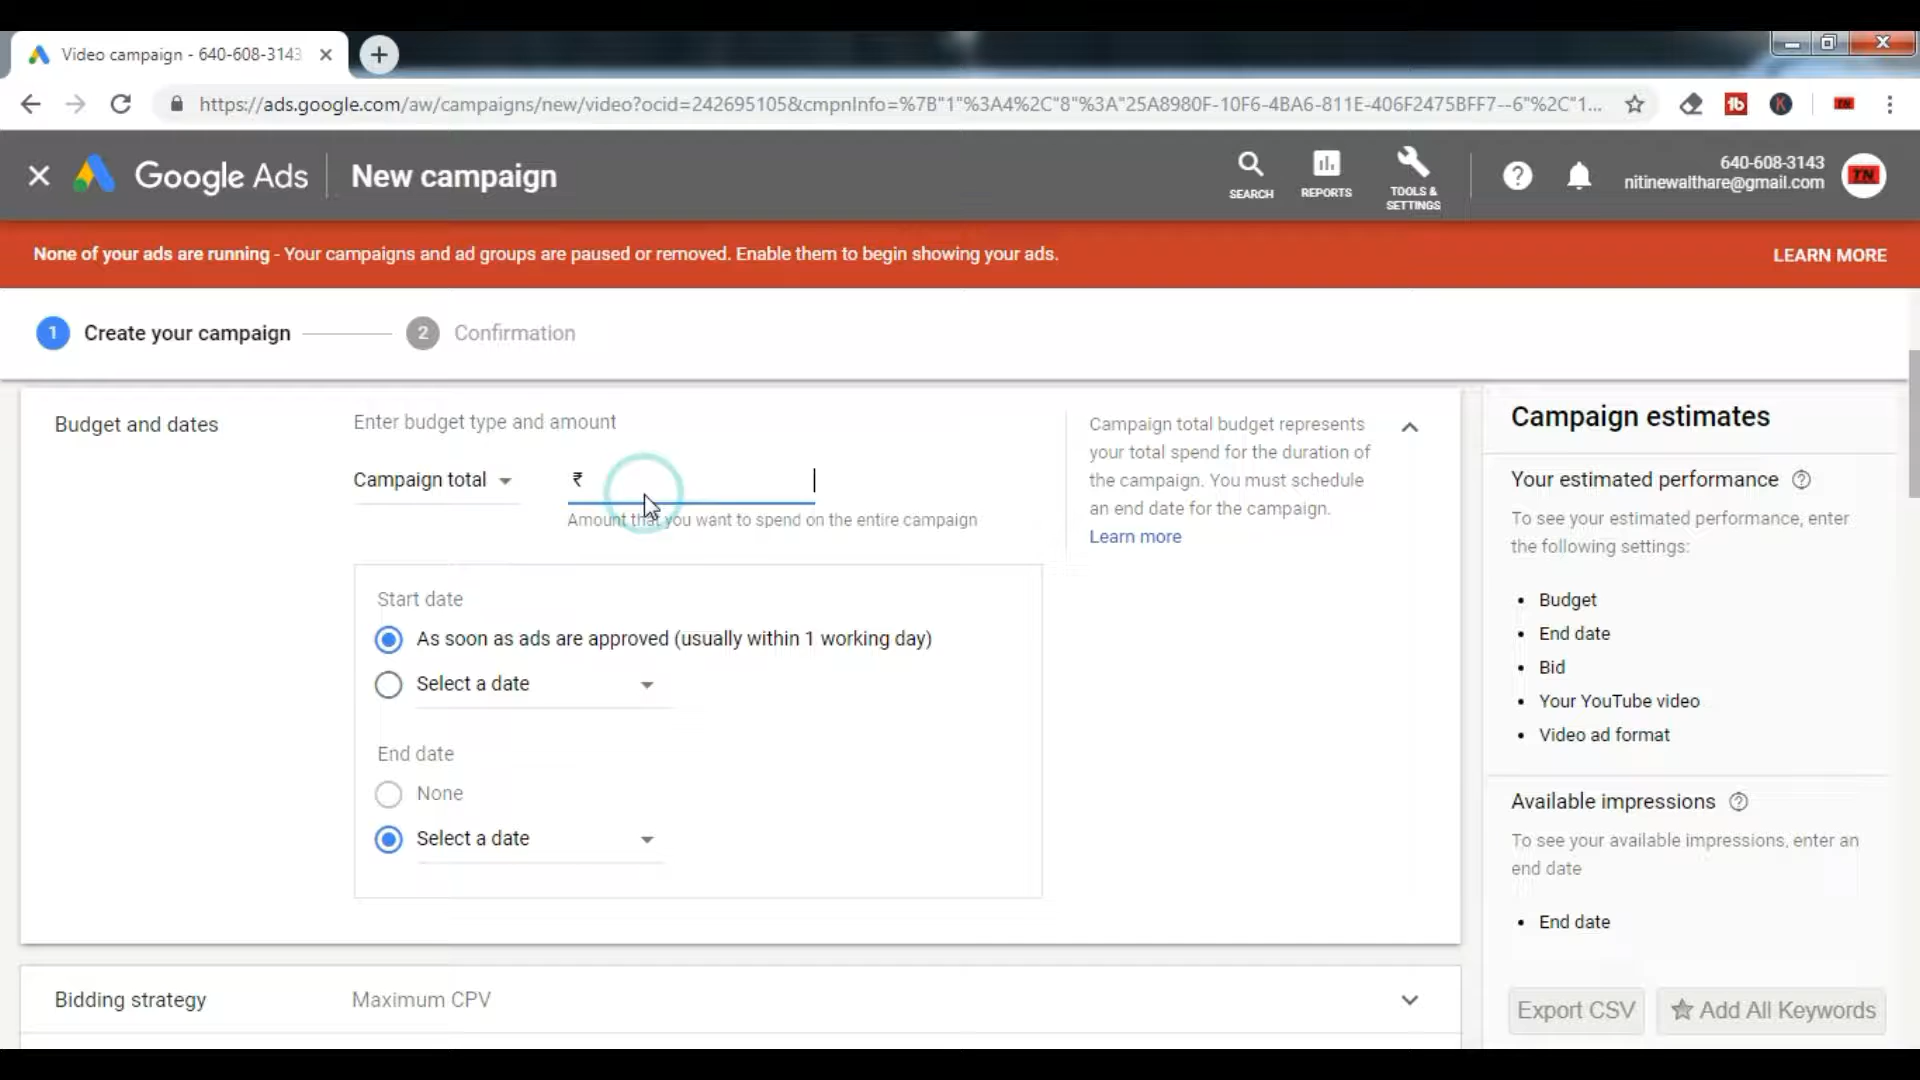 Video campaign - 640-608-3143
https://ads.google.com/aw/campaigns/new/video?ocid=242695105&cmpnInfo=%7B"1"%3A4%2C"8"%3A"25A8980F-10F6-4BA6-811E-406F2475BFF7--6"%2C"1...
Google Ads
New campaign
SEARCH
REPORTS
TOOLS &
SETTINGS
640-608-3143
nitinewalthare@gmail.com
TN
None of your ads are running - Your campaigns and ad groups are paused or removed. Enable them to begin showing your ads.
LEARN MORE
1 Create your campaign
2 Confirmation
Budget and dates
Enter budget type and amount
Campaign total
₹
Amount that you want to spend on the entire campaign
Campaign total budget represents
your total spend for the duration of
the campaign. You must schedule
an end date for the campaign.
Learn more
Start date
As soon as ads are approved (usually within 1 working day)
Select a date
End date
None
Select a date
Bidding strategy
Maximum CPV
Campaign estimates
Your estimated performance
To see your estimated performance, enter
the following settings:
• Budget
• End date
• Bid
• Your YouTube video
• Video ad format
Available impressions
To see your available impressions, enter an
end date
• End date
Export CSV
Add All Keywords